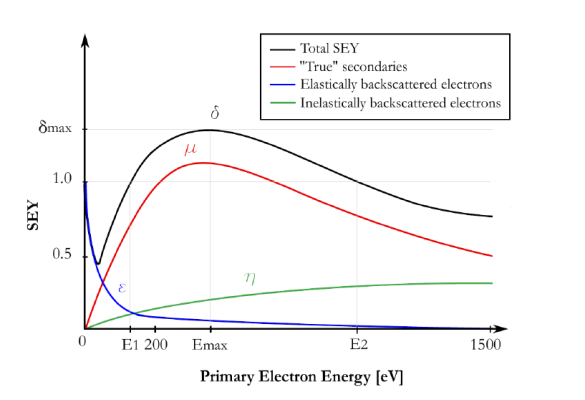 Total SEY
"True" secondaries
Elastically backscattered electrons
Inelastically backscattered electrons
δ
δmax
μ
1.0
SEY
0.5
ε
η
0 E1 200 Emax E2 1500
Primary Electron Energy [eV]